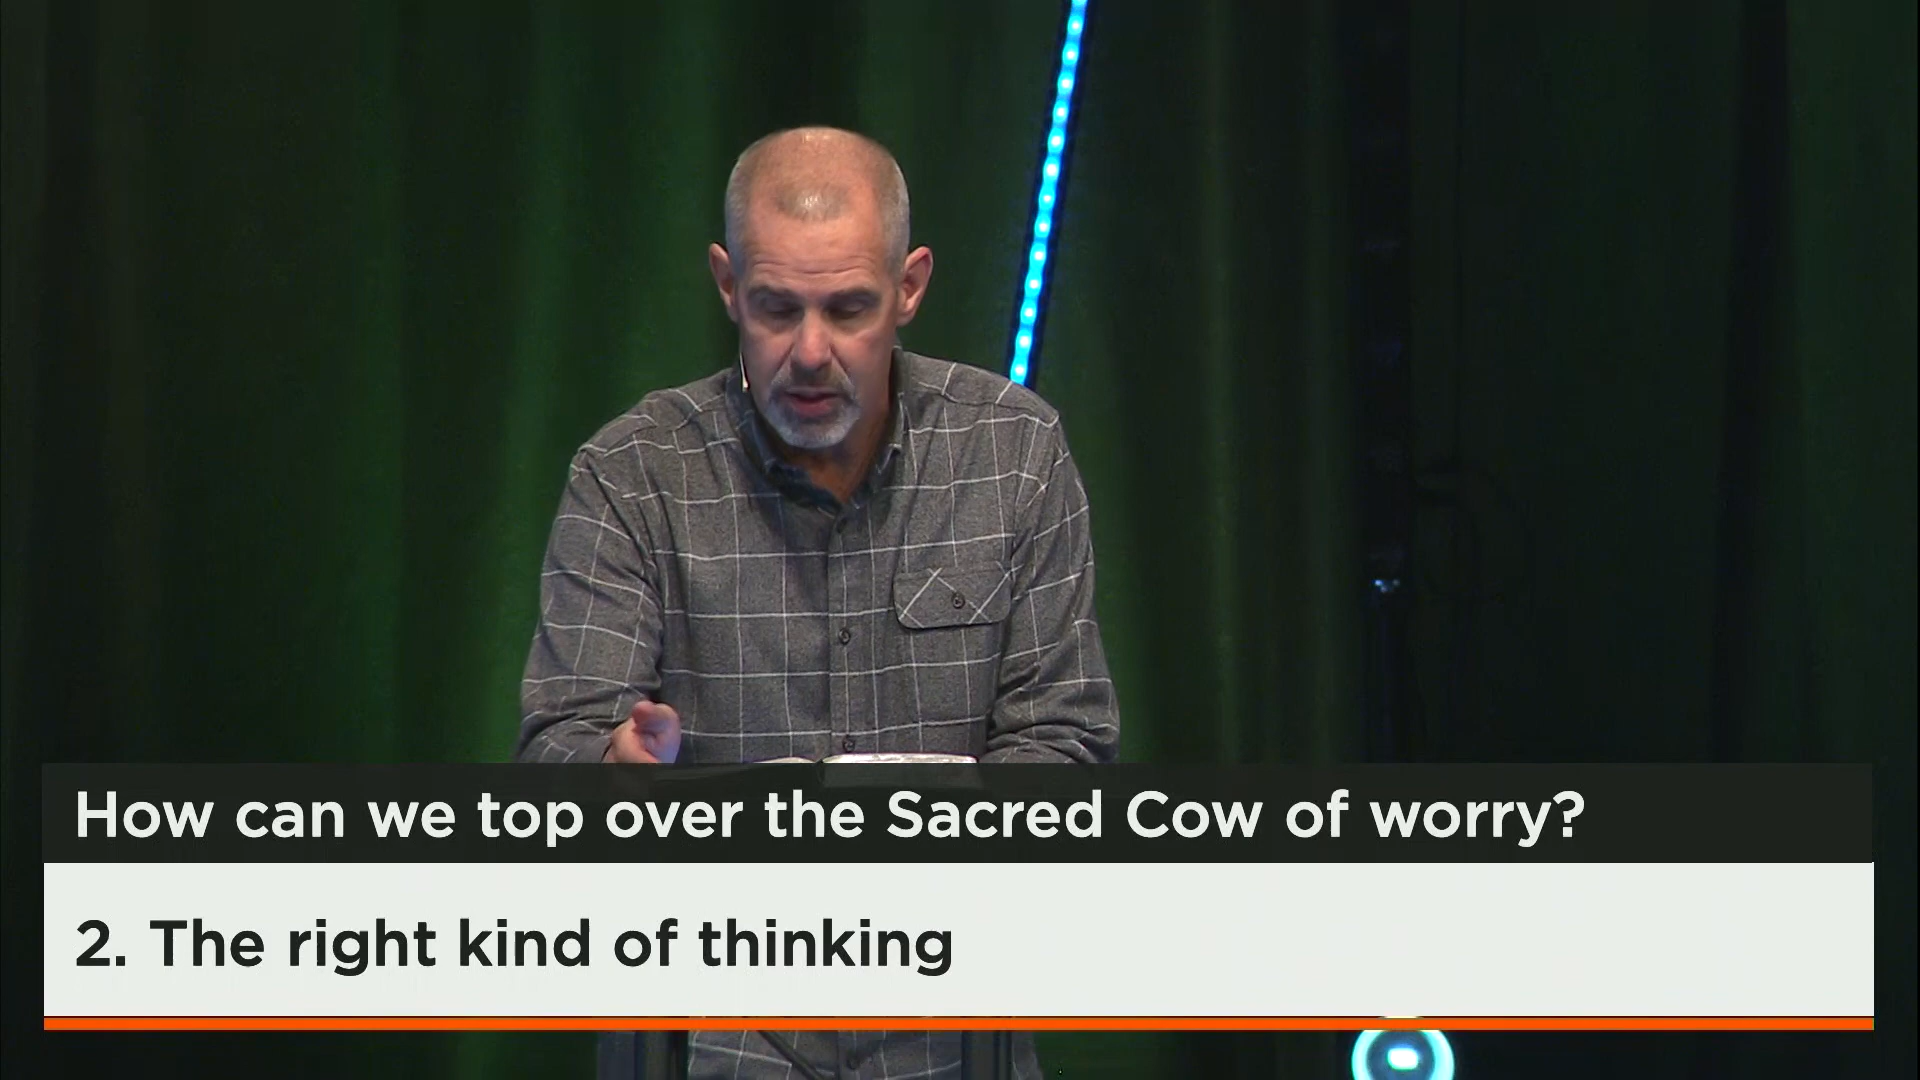 How can we top over the Sacred Cow of worry?
2. The right kind of thinking